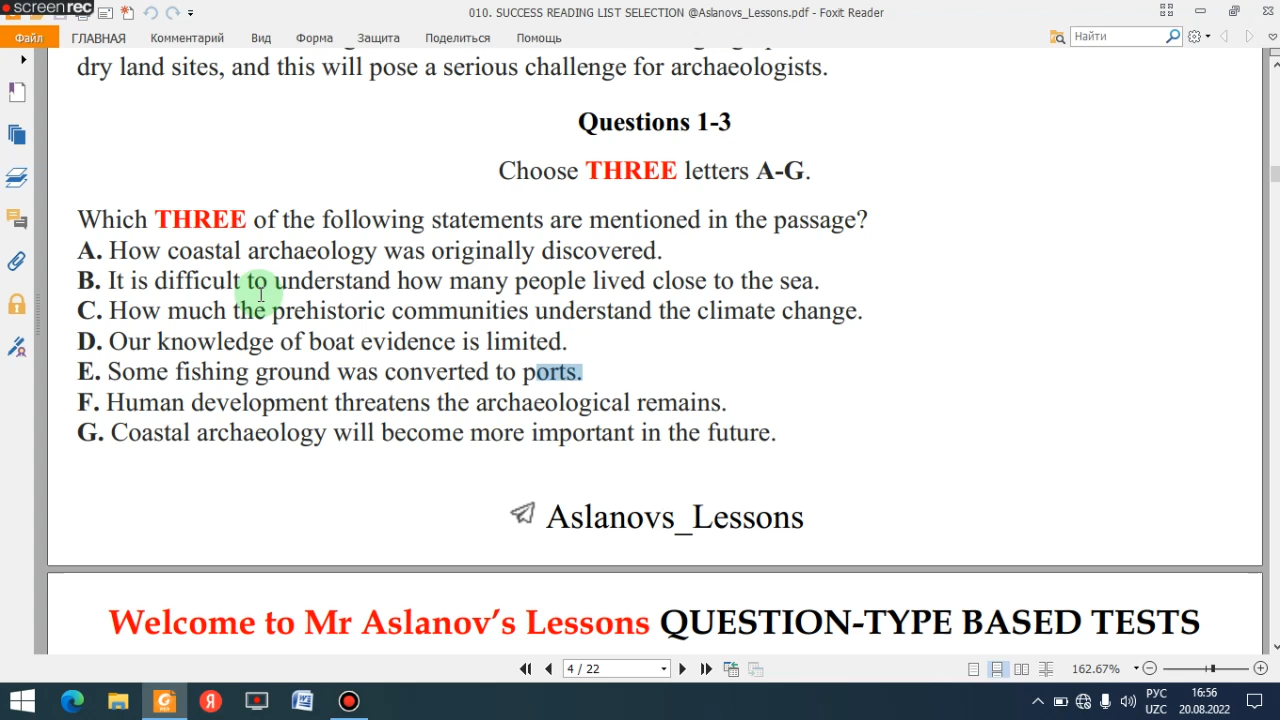 screenrec
010. SUCCESS READING LIST SELECTION @Aslanovs_Lessons.pdf - Foxit Reader
Файл ГЛАВНАЯ Комментарий Вид Форма Защита Поделиться Помощь Найти
dry land sites, and this will pose a serious challenge for archaeologists.
Questions 1-3
Choose THREE letters A-G.
Which THREE of the following statements are mentioned in the passage?
A. How coastal archaeology was originally discovered.
B. It is difficult to understand how many people lived close to the sea.
C. How much the prehistoric communities understand the climate change.
D. Our knowledge of boat evidence is limited.
E. Some fishing ground was converted to ports.
F. Human development threatens the archaeological remains.
G. Coastal archaeology will become more important in the future.
Aslanovs_Lessons
Welcome to Mr Aslanov’s Lessons QUESTION-TYPE BASED TESTS
4 / 22 162.67%
РУС 16:56
UZC 20.08.2022